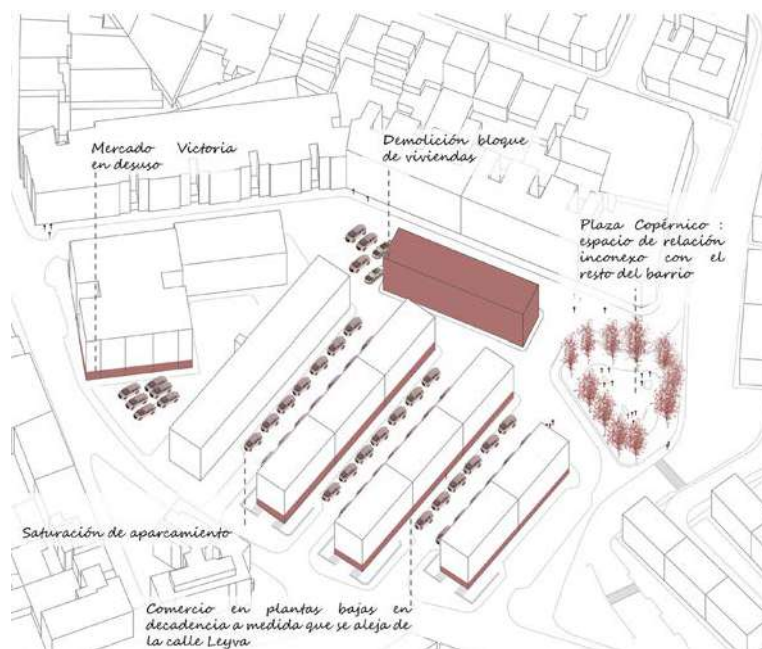 Mercado Victoria
en desuso
Demolición bloque
de viviendas
Plaza Copérnico :
espacio de relación
inconexo con el
resto del barrio
Saturación de aparcamiento
Comercio en plantas bajas en
decadencia a medida que se aleja de
la calle Leyva